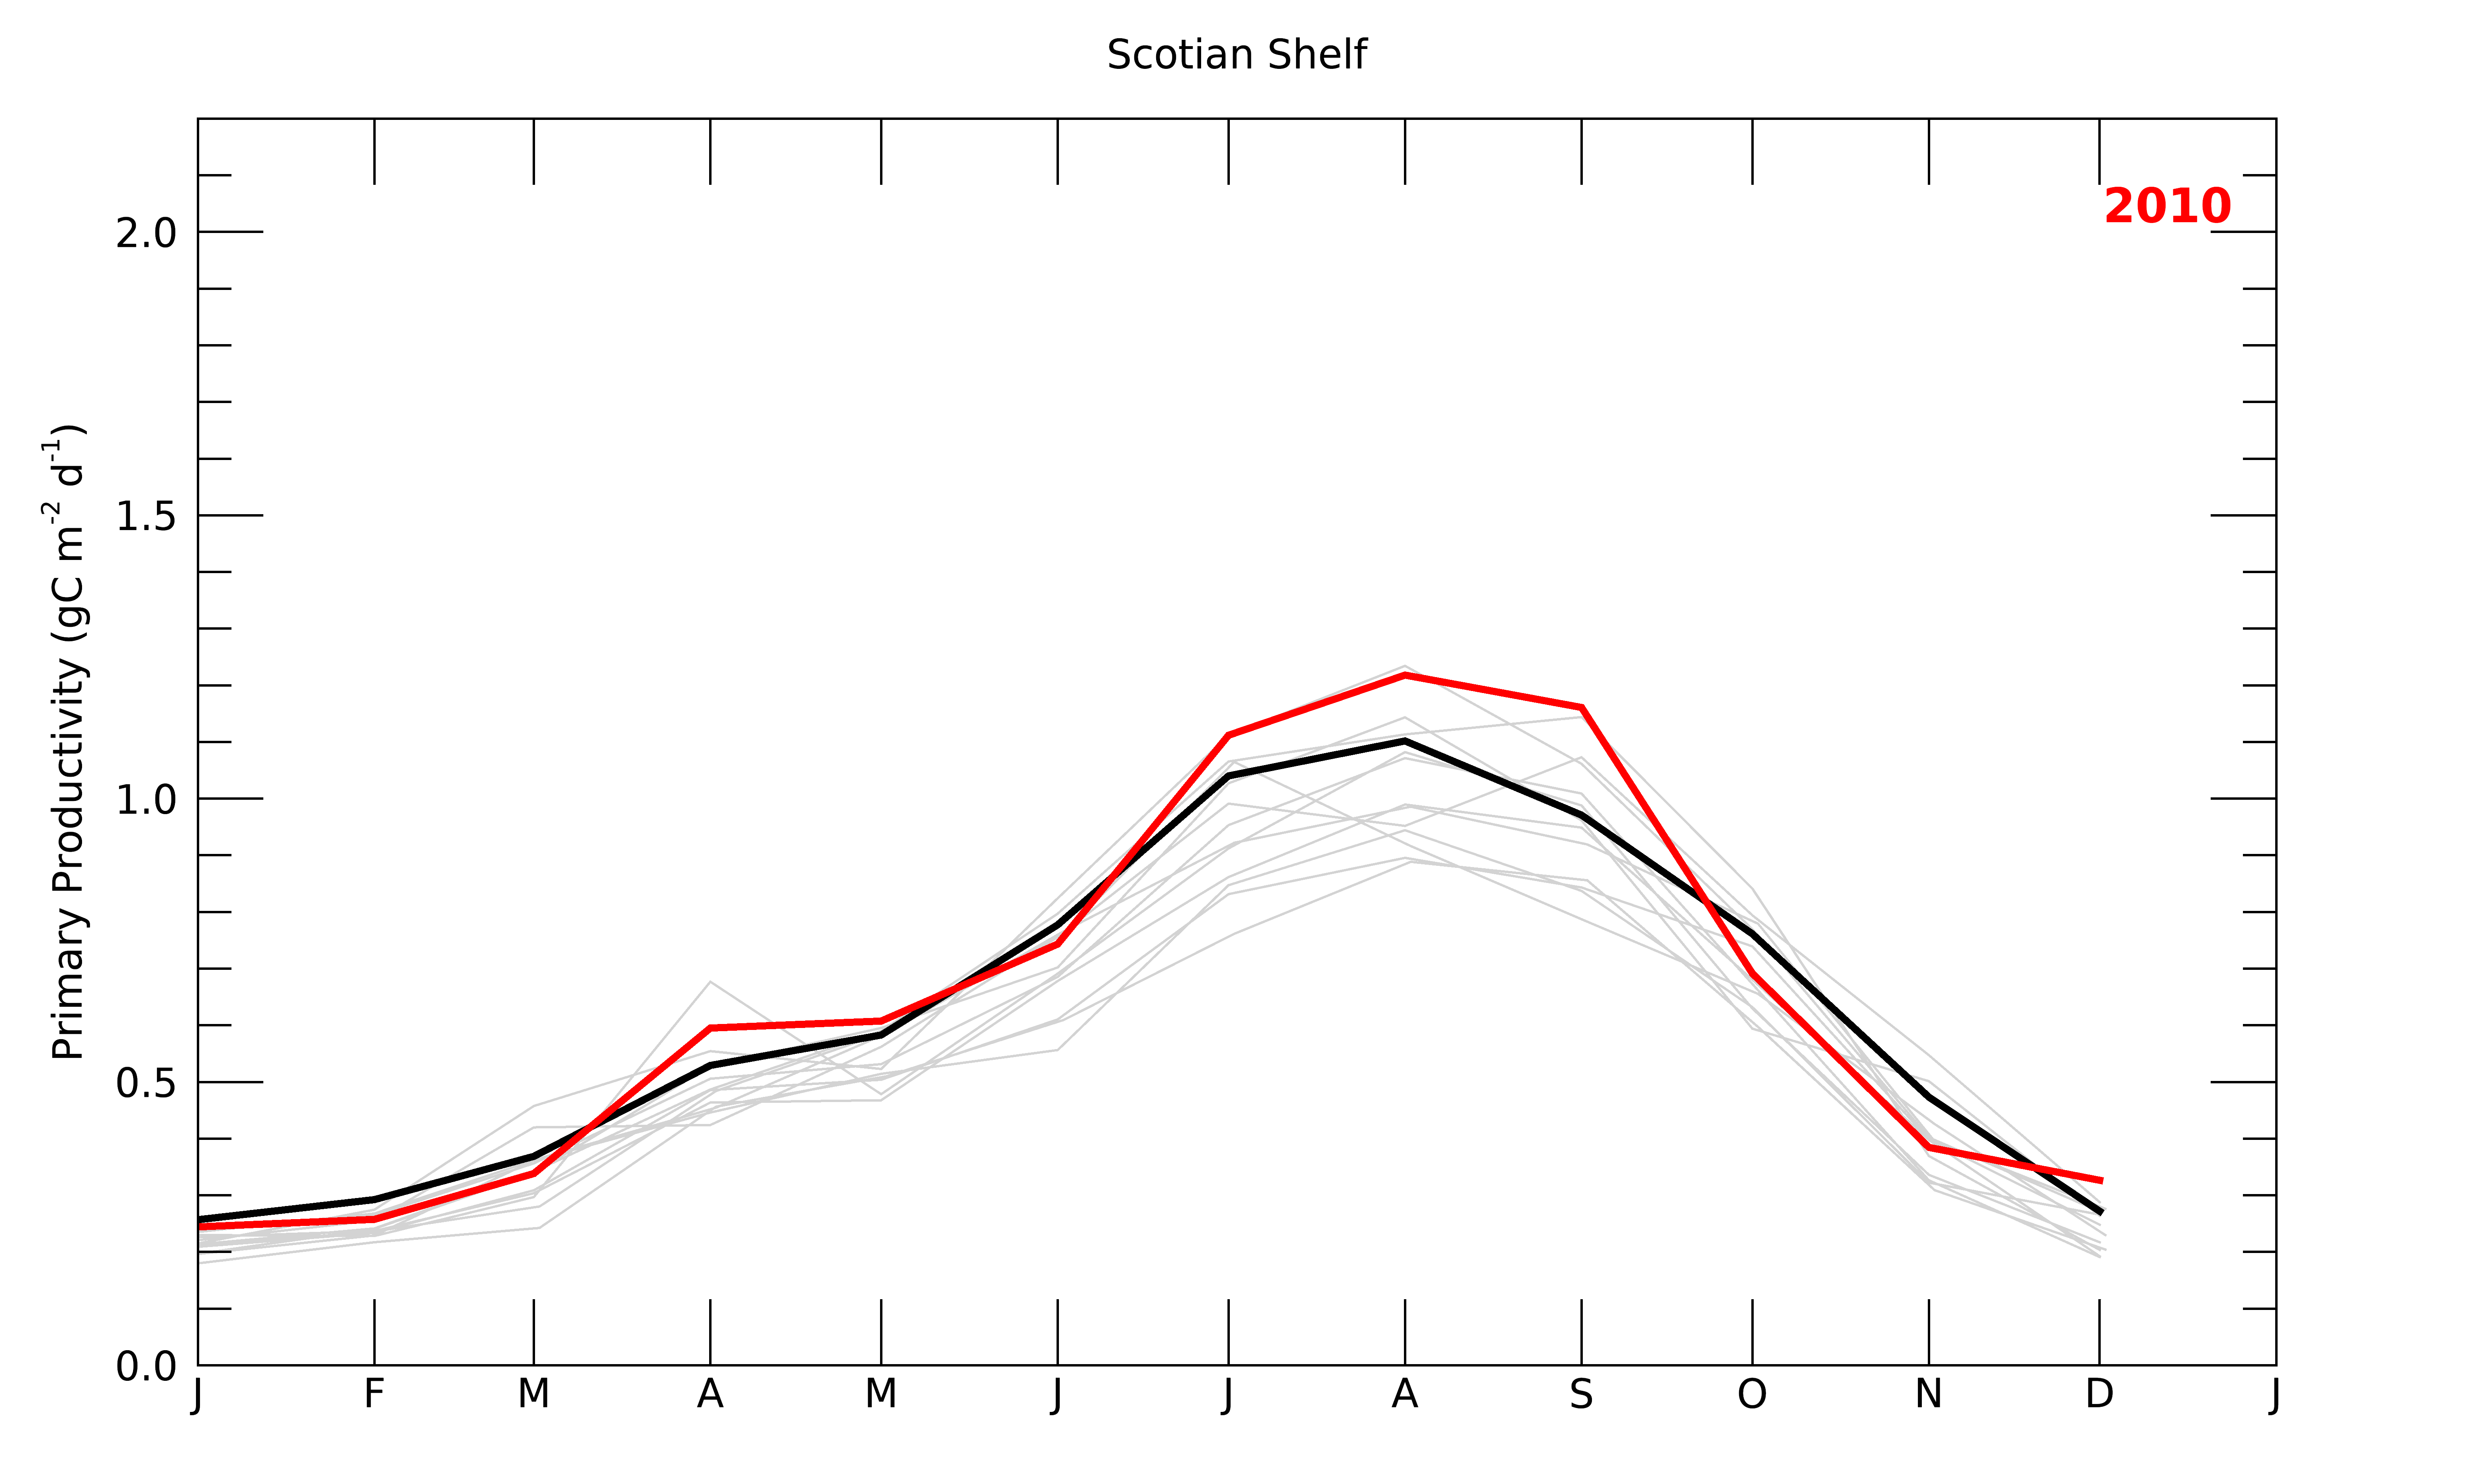 Scotian Shelf
2010
Primary Productivity (gC m⁻² d⁻¹)
2.0
1.5
1.0
0.5
0.0
J F M A M J J A S O N D J